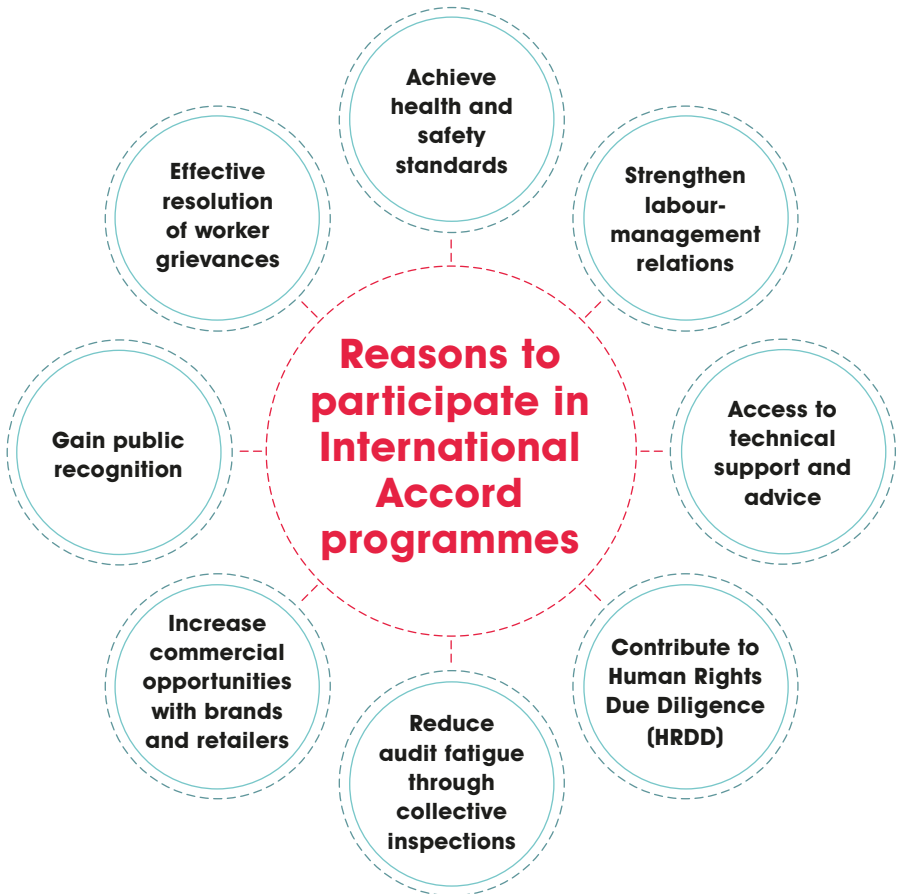 Reasons to
participate in
International
Accord
programmes
Achieve
health and
safety
standards
Strengthen
labour-
management
relations
Access to
technical
support and
advice
Contribute to
Human Rights
Due Diligence
(HRDD)
Reduce
audit fatigue
through
collective
inspections
Increase
commercial
opportunities
with brands
and retailers
Gain public
recognition
Effective
resolution
of worker
grievances